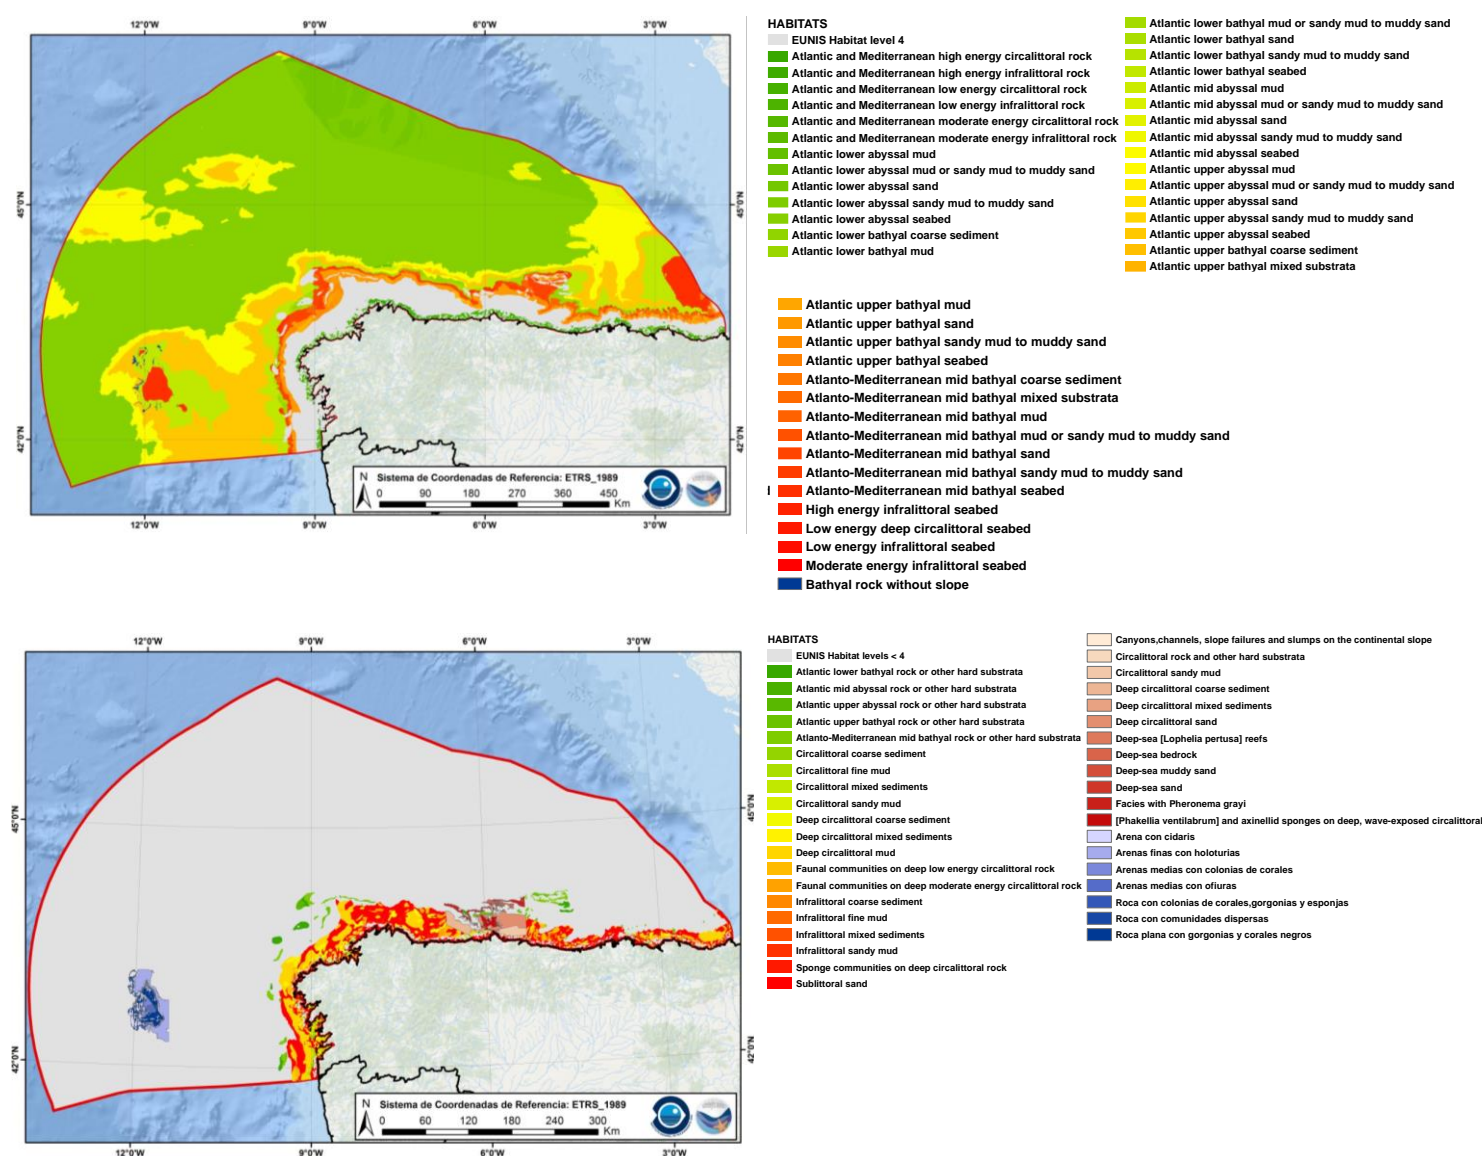 12°0'W 9°0'W 6°0'W 3°0'W
45°0'N 45°0'N
42°0'N 42°0'N
N Sistema de Coordenadas de Referencia: ETRS_1989
0 90 180 270 360 450
Km
12°0'W 9°0'W 6°0'W 3°0'W
HABITATS
EUNIS Habitat level 4
Atlantic and Mediterranean high energy circalittoral rock
Atlantic and Mediterranean high energy infralittoral rock
Atlantic and Mediterranean low energy circalittoral rock
Atlantic and Mediterranean low energy infralittoral rock
Atlantic and Mediterranean moderate energy circalittoral rock
Atlantic and Mediterranean moderate energy infralittoral rock
Atlantic lower abyssal mud
Atlantic lower abyssal mud or sandy mud to muddy sand
Atlantic lower abyssal sand
Atlantic lower abyssal sandy mud to muddy sand
Atlantic lower abyssal seabed
Atlantic lower bathyal coarse sediment
Atlantic lower bathyal mud
Atlantic lower bathyal mud or sandy mud to muddy sand
Atlantic lower bathyal sand
Atlantic lower bathyal sandy mud to muddy sand
Atlantic lower bathyal seabed
Atlantic mid abyssal mud
Atlantic mid abyssal mud or sandy mud to muddy sand
Atlantic mid abyssal sand
Atlantic mid abyssal sandy mud to muddy sand
Atlantic mid abyssal seabed
Atlantic upper abyssal mud
Atlantic upper abyssal mud or sandy mud to muddy sand
Atlantic upper abyssal sand
Atlantic upper abyssal sandy mud to muddy sand
Atlantic upper abyssal seabed
Atlantic upper bathyal coarse sediment
Atlantic upper bathyal mixed substrata
Atlantic upper bathyal mud
Atlantic upper bathyal sand
Atlantic upper bathyal sandy mud to muddy sand
Atlantic upper bathyal seabed
Atlanto-Mediterranean mid bathyal coarse sediment
Atlanto-Mediterranean mid bathyal mixed substrata
Atlanto-Mediterranean mid bathyal mud
Atlanto-Mediterranean mid bathyal mud or sandy mud to muddy sand
Atlanto-Mediterranean mid bathyal sand
Atlanto-Mediterranean mid bathyal sandy mud to muddy sand
Atlanto-Mediterranean mid bathyal seabed
High energy infralittoral seabed
Low energy deep circalittoral seabed
Low energy infralittoral seabed
Moderate energy infralittoral seabed
Bathyal rock without slope
12°0'W 9°0'W 6°0'W 3°0'W
45°0'N 45°0'N
42°0'N 42°0'N
N Sistema de Coordenadas de Referencia: ETRS_1989
0 60 120 180 240 300
Km
12°0'W 9°0'W 6°0'W 3°0'W
HABITATS
EUNIS Habitat levels < 4
Atlantic lower bathyal rock or other hard substrata
Atlantic mid abyssal rock or other hard substrata
Atlantic upper abyssal rock or other hard substrata
Atlantic upper bathyal rock or other hard substrata
Atlanto-Mediterranean mid bathyal rock or other hard substrata
Circalittoral coarse sediment
Circalittoral fine mud
Circalittoral mixed sediments
Circalittoral sandy mud
Deep circalittoral coarse sediment
Deep circalittoral mixed sediments
Deep circalittoral mud
Faunal communities on deep low energy circalittoral rock
Faunal communities on deep moderate energy circalittoral rock
Infralittoral coarse sediment
Infralittoral fine mud
Infralittoral mixed sediments
Infralittoral sandy mud
Sponge communities on deep circalittoral rock
Sublittoral sand
Canyons,channels, slope failures and slumps on the continental slope
Circalittoral rock and other hard substrata
Circalittoral sandy mud
Deep circalittoral coarse sediment
Deep circalittoral mixed sediments
Deep circalittoral sand
Deep-sea [Lophelia pertusa] reefs
Deep-sea bedrock
Deep-sea muddy sand
Deep-sea sand
Facies with Pheronema grayi
[Phakellia ventilabrum] and axinellid sponges on deep, wave-exposed circalittoral
Arena con cidaris
Arenas finas con holoturias
Arenas medias con colonias de corales
Arenas medias con ofiuras
Roca con colonias de corales,gorgonias y esponjas
Roca con comunidades dispersas
Roca plana con gorgonias y corales negros